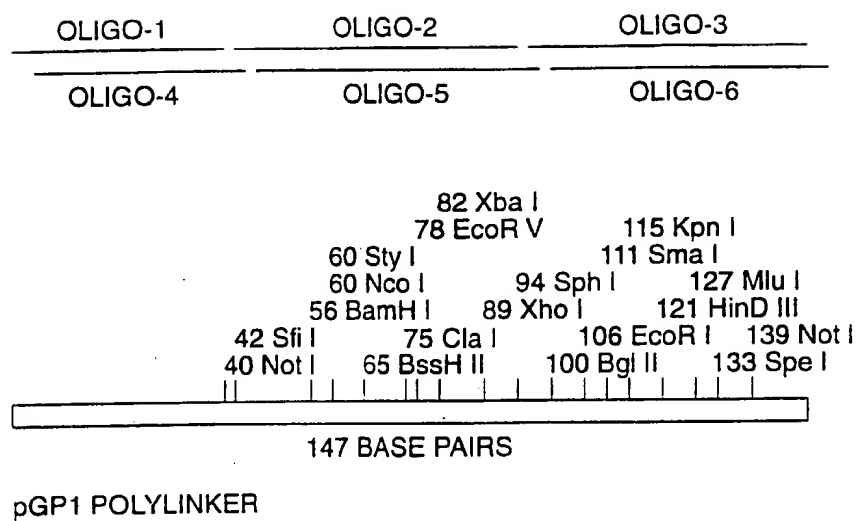 OLIGO-1 OLIGO-2 OLIGO-3
OLIGO-4 OLIGO-5 OLIGO-6
82 Xba I
78 EcoR V 115 Kpn I
60 Sty I 111 Sma I
60 Nco I 94 Sph I 127 Mlu I
56 BamH I 89 Xho I 121 HinD III
42 Sfi I 75 Cla I 106 EcoR I 139 Not I
40 Not I 65 BssH II 100 Bgl II 133 Spe I
147 BASE PAIRS
pGP1 POLYLINKER